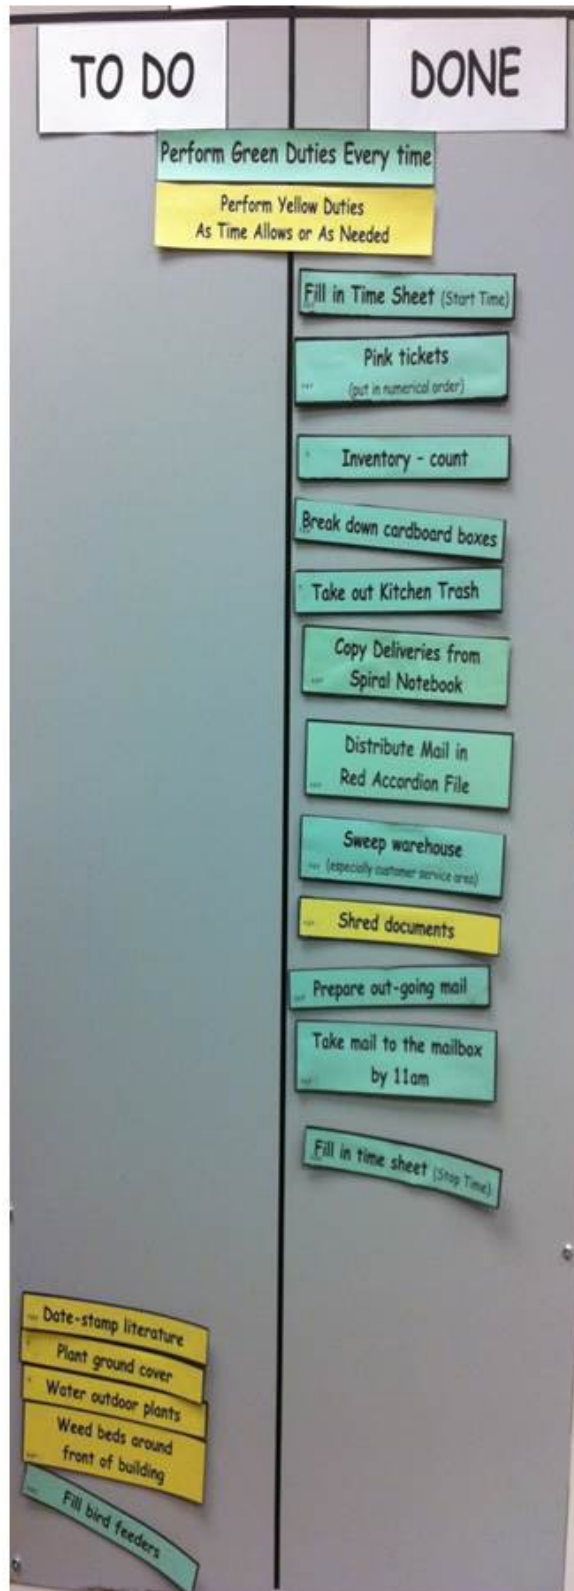 TO DO
DONE
Perform Green Duties Every time
Perform Yellow Duties
As Time Allows or As Needed
Fill in Time Sheet (Start Time)
Pink tickets
(put in numerical order)
Inventory - count
Break down cardboard boxes
Take out Kitchen Trash
Copy Deliveries from
Spiral Notebook
Distribute Mail in
Red Accordion File
Sweep warehouse
(especially customer service area)
Shred documents
Prepare out-going mail
Take mail to the mailbox
by 11am
Fill in time sheet (Stop Time)
Date-stamp literature
Plant ground cover
Water outdoor plants
Weed beds around
front of building
Fill bird feeders